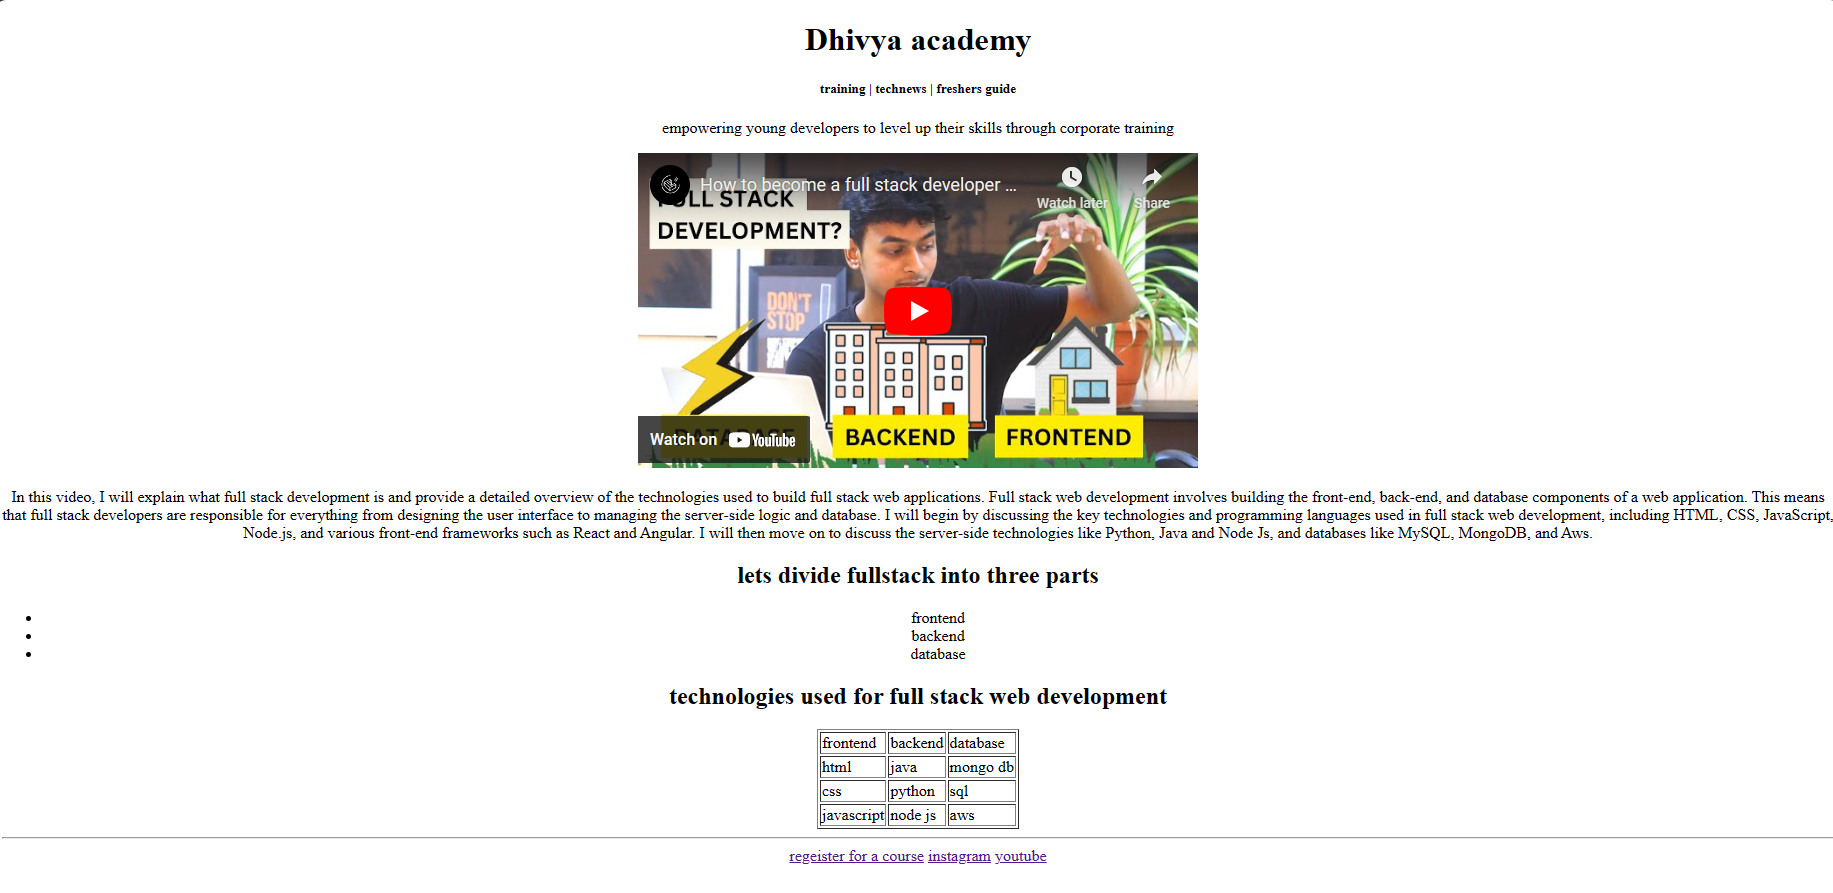 Dhivya academy
training | technews | freshers guide
empowering young developers to level up their skills through corporate training
How to become a full stack developer ...
Watch later
Share
FULL STACK
DEVELOPMENT?
DON'T
STOP
DATABASE
BACKEND
FRONTEND
Watch on YouTube
In this video, I will explain what full stack development is and provide a detailed overview of the technologies used to build full stack web applications. Full stack web development involves building the front-end, back-end, and database components of a web application. This means
that full stack developers are responsible for everything from designing the user interface to managing the server-side logic and database. I will begin by discussing the key technologies and programming languages used in full stack web development, including HTML, CSS, JavaScript,
Node.js, and various front-end frameworks such as React and Angular. I will then move on to discuss the server-side technologies like Python, Java and Node Js, and databases like MySQL, MongoDB, and Aws.
lets divide fullstack into three parts
frontend
backend
database
technologies used for full stack web development
frontend backend database
html java mongo db
css python sql
javascript node js aws
regeister for a course instagram youtube